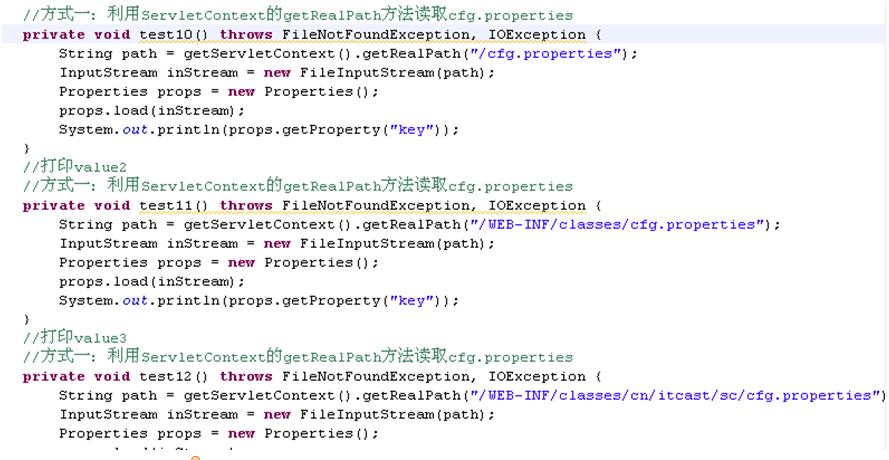 //方式一：利用ServletContext的getRealPath方法读取cfg.properties
private void test10() throws FileNotFoundException, IOException {
    String path = getServletContext().getRealPath("/cfg.properties");
    InputStream inStream = new FileInputStream(path);
    Properties props = new Properties();
    props.load(inStream);
    System.out.println(props.getProperty("key"));
}
//打印value2
//方式一：利用ServletContext的getRealPath方法读取cfg.properties
private void test11() throws FileNotFoundException, IOException {
    String path = getServletContext().getRealPath("/WEB-INF/classes/cfg.properties");
    InputStream inStream = new FileInputStream(path);
    Properties props = new Properties();
    props.load(inStream);
    System.out.println(props.getProperty("key"));
}
//打印value3
//方式一：利用ServletContext的getRealPath方法读取cfg.properties
private void test12() throws FileNotFoundException, IOException {
    String path = getServletContext().getRealPath("/WEB-INF/classes/cn/itcast/sc/cfg.properties")
    InputStream inStream = new FileInputStream(path);
    Properties props = new Properties();